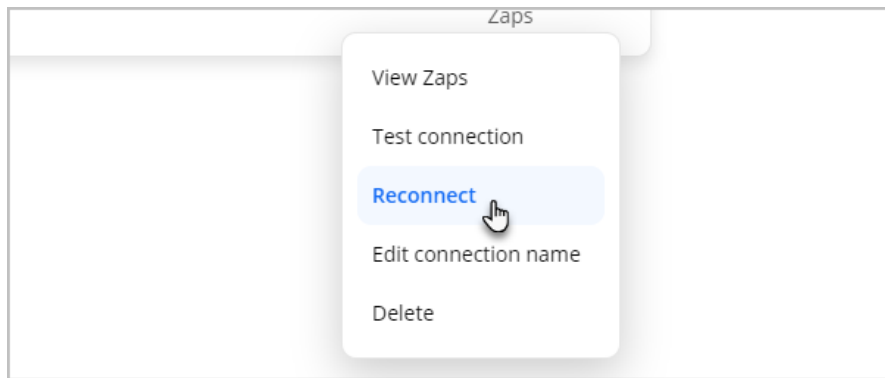 Zaps
View Zaps
Test connection
Reconnect
Edit connection name
Delete